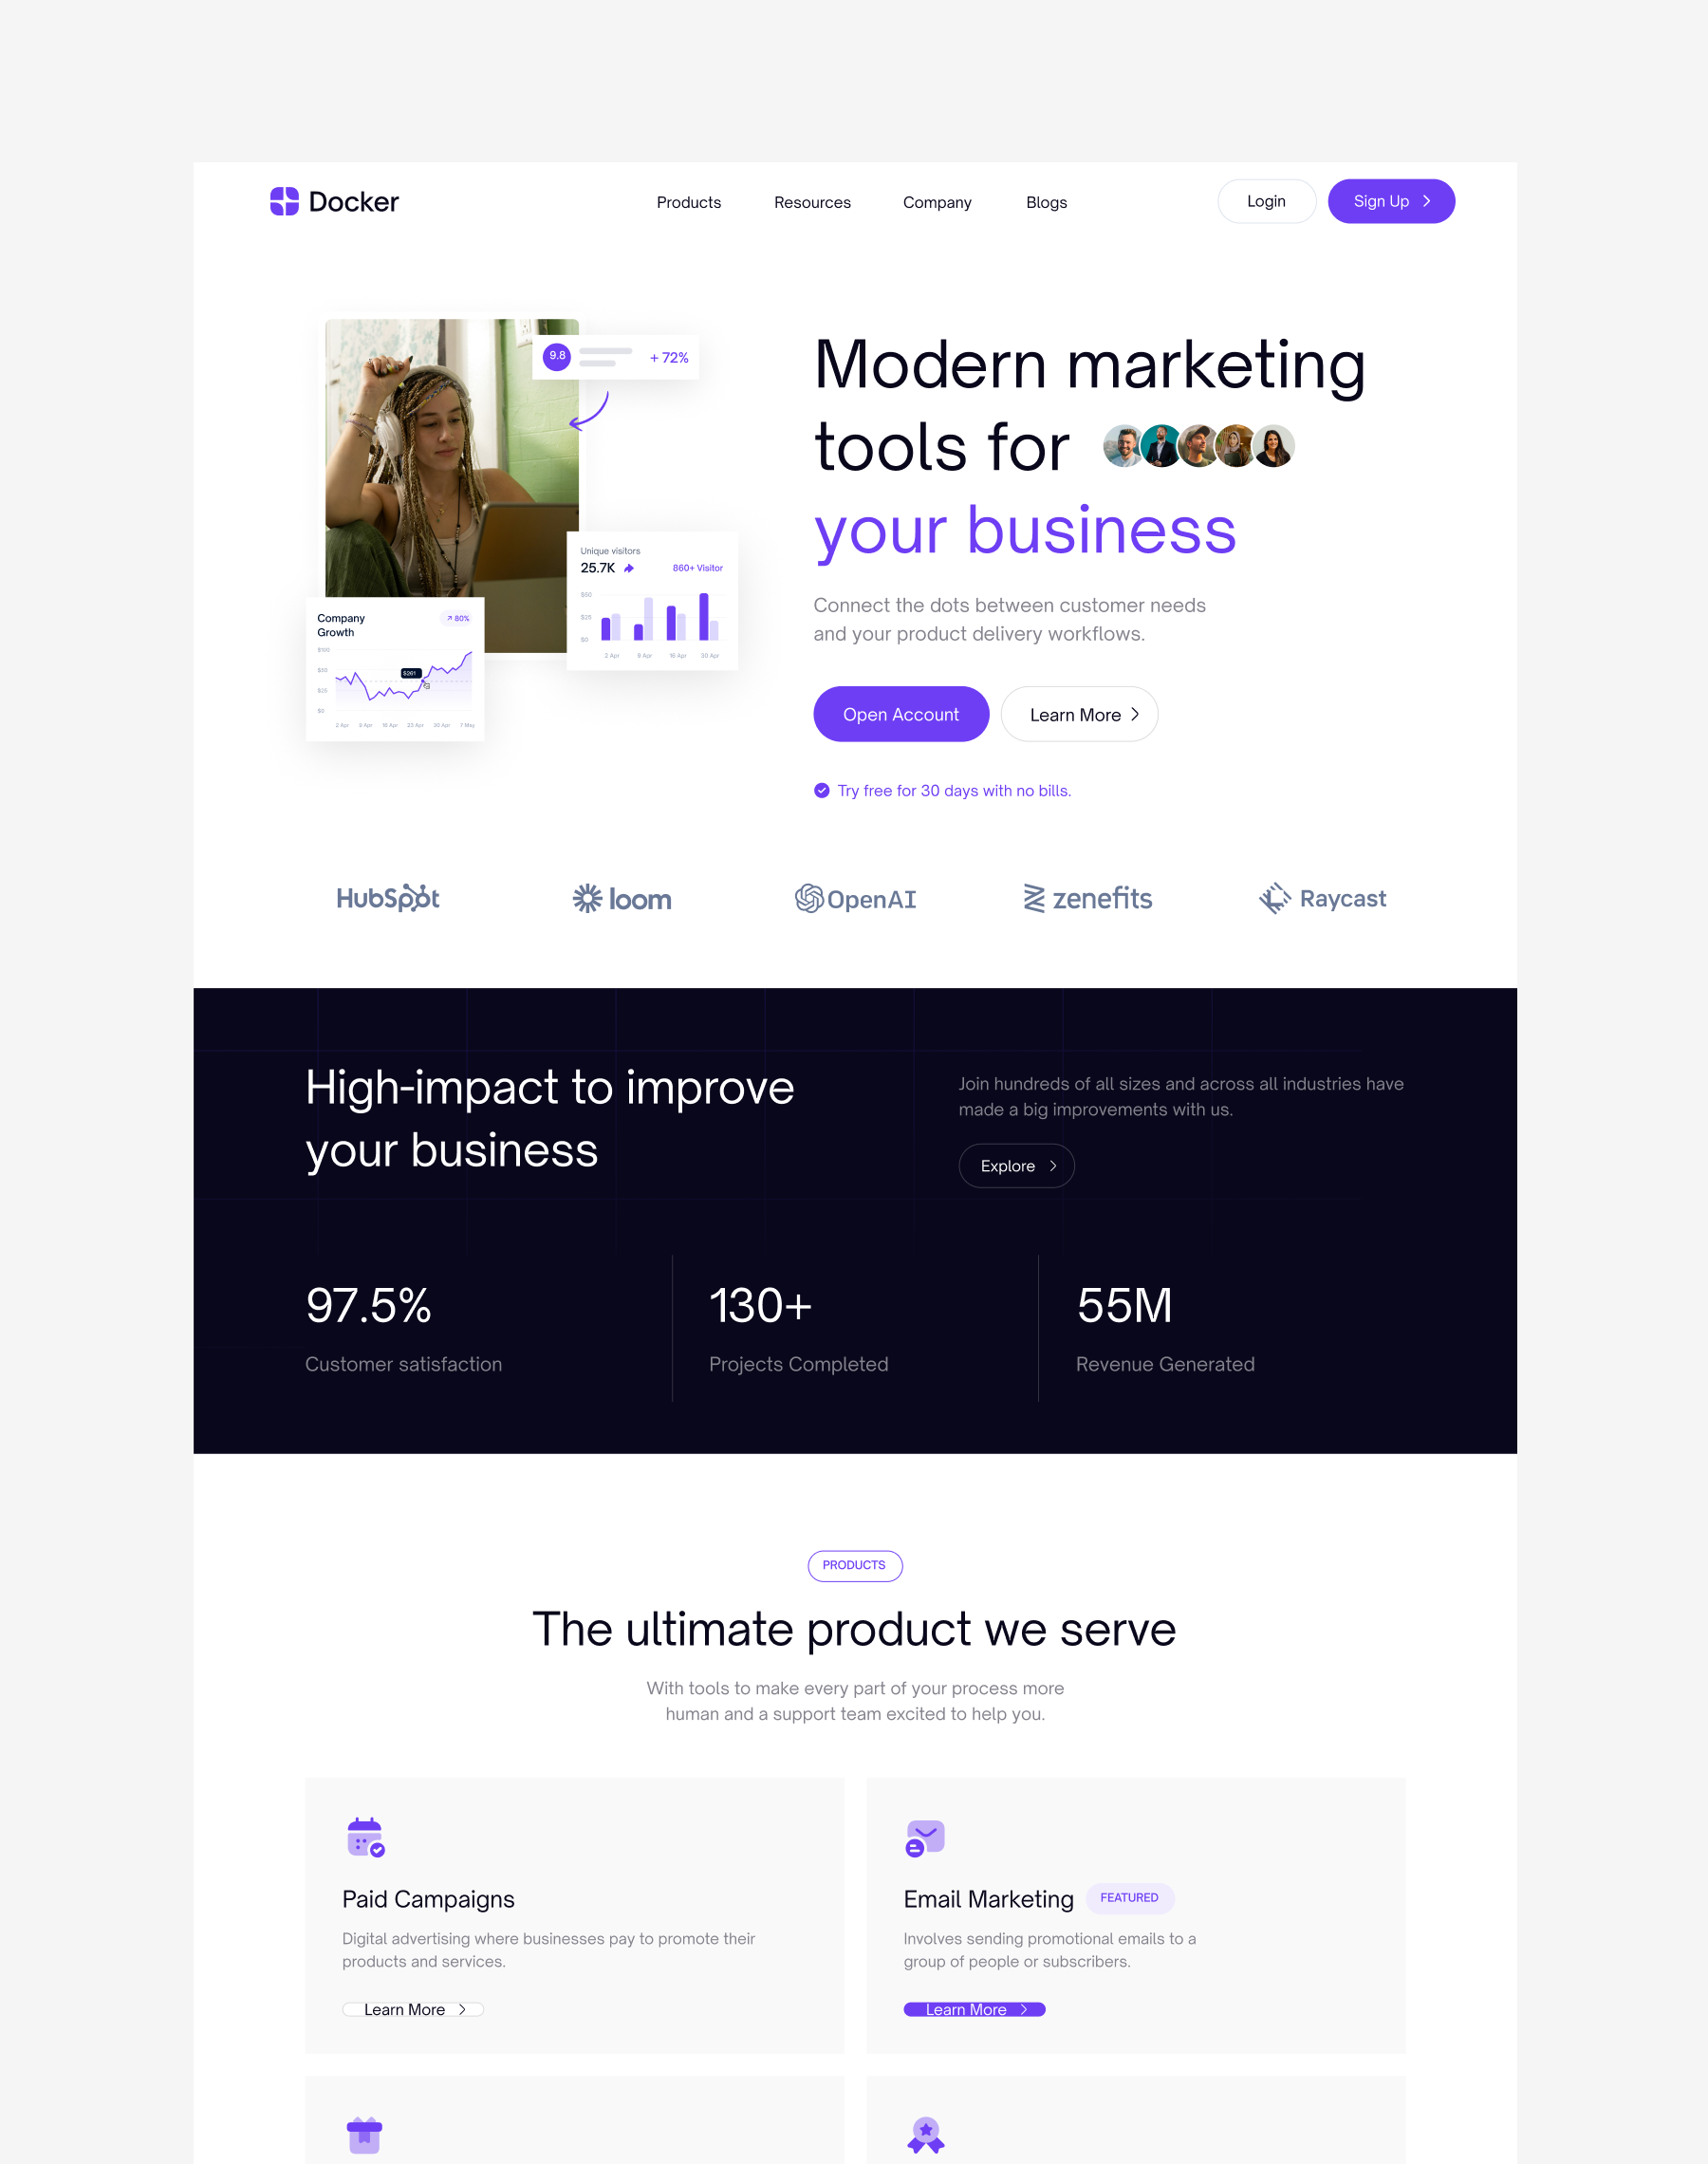 Docker
Products
Resources
Company
Blogs
Login
Sign Up
9.8
+ 72%
Unique visitors
25.7K
860+ Visitor
$50
$25
$0
2 Apr
9 Apr
16 Apr
30 Apr
Company
Growth
80%
$100
$50
$25
$0
$261
2 Apr
9 Apr
16 Apr
23 Apr
30 Apr
7 May
Modern marketing
tools for
your business
Connect the dots between customer needs
and your product delivery workflows.
Open Account
Learn More
Try free for 30 days with no bills.
HubSpot
loom
OpenAI
zenefits
Raycast
High-impact to improve
your business
Join hundreds of all sizes and across all industries have
made a big improvements with us.
Explore
97.5%
Customer satisfaction
130+
Projects Completed
55M
Revenue Generated
PRODUCTS
The ultimate product we serve
With tools to make every part of your process more
human and a support team excited to help you.
Paid Campaigns
Digital advertising where businesses pay to promote their
products and services.
Learn More
Email Marketing
FEATURED
Involves sending promotional emails to a
group of people or subscribers.
Learn More